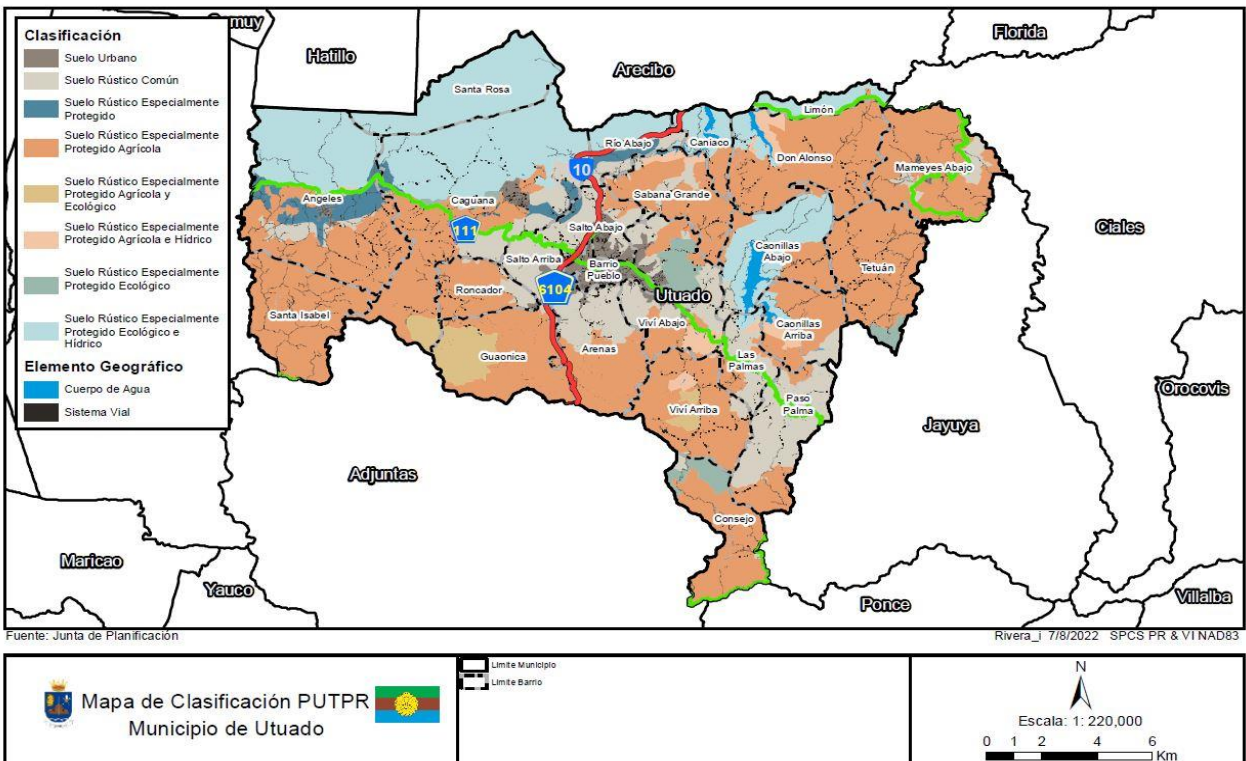 Clasificación
Suelo Urbano
Suelo Rústico Común
Suelo Rústico Especialmente
Protegido
Suelo Rústico Especialmente
Protegido Agrícola
Suelo Rústico Especialmente
Protegido Agrícola y
Ecológico
Suelo Rústico Especialmente
Protegido Agrícola e Hídrico
Suelo Rústico Especialmente
Protegido Ecológico
Suelo Rústico Especialmente
Protegido Ecológico e
Hídrico
Elemento Geográfico
Cuerpo de Agua
Sistema Vial
muy
Hatillo
Arecibo
Florida
Ciales
Orocovis
Jayuya
Villalba
Ponce
Adjuntas
Yauco
Maricao
Utuado
Santa Rosa
Limón
Río Abajo
Caniaco
Don Alonso
Mameyes Abajo
10
Angeles
Caguana
Sabana Grande
111
Salto Abajo
Salto Arriba
Barrio
Pueblo
Caonillas
Abajo
Tetuán
6104
Roncador
Santa Isabel
Viví Abajo
Caonillas
Arriba
Guaonica
Arenas
Las
Palmas
Viví Arriba
Paso
Palma
Consejo
Fuente: Junta de Planificación
Rivera_i 7/8/2022 SPCS PR & VI NAD83
Mapa de Clasificación PUTPR
Municipio de Utuado
Limite Municipio
Limite Barrio
N
Escala: 1: 220,000
0 1 2 4 6
Km